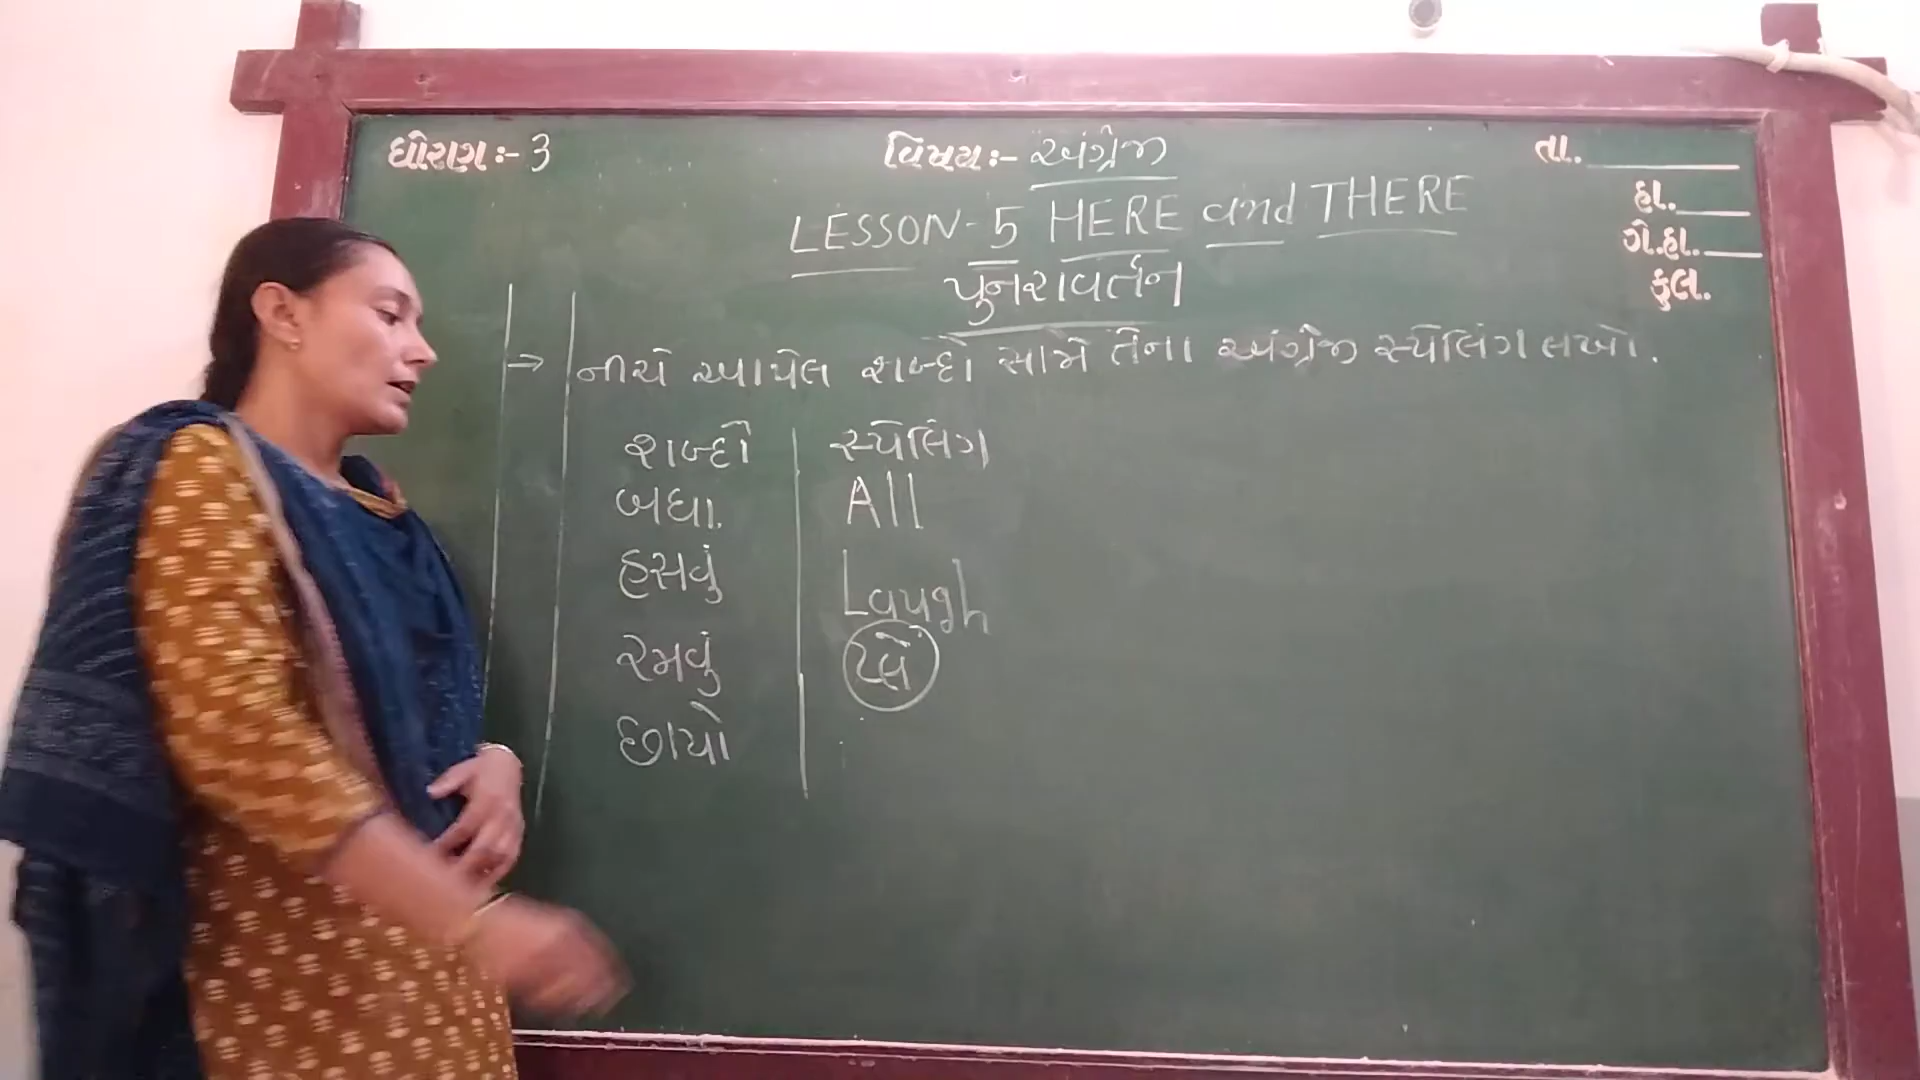 ધોરણઃ- 3
વિષયઃ- અંગ્રેજી
તા.
હા.
ગે.હા.
કુલ.
LESSON-5 HERE and THERE
પુનરાવર્તન
→ નીચે આપેલ શબ્દો સામે તેના અંગ્રેજી સ્પેલિંગ લખો.
શબ્દો સ્પેલિંગ
બધા. All
હસવું Laugh
રમવું પ્લે
છાયો